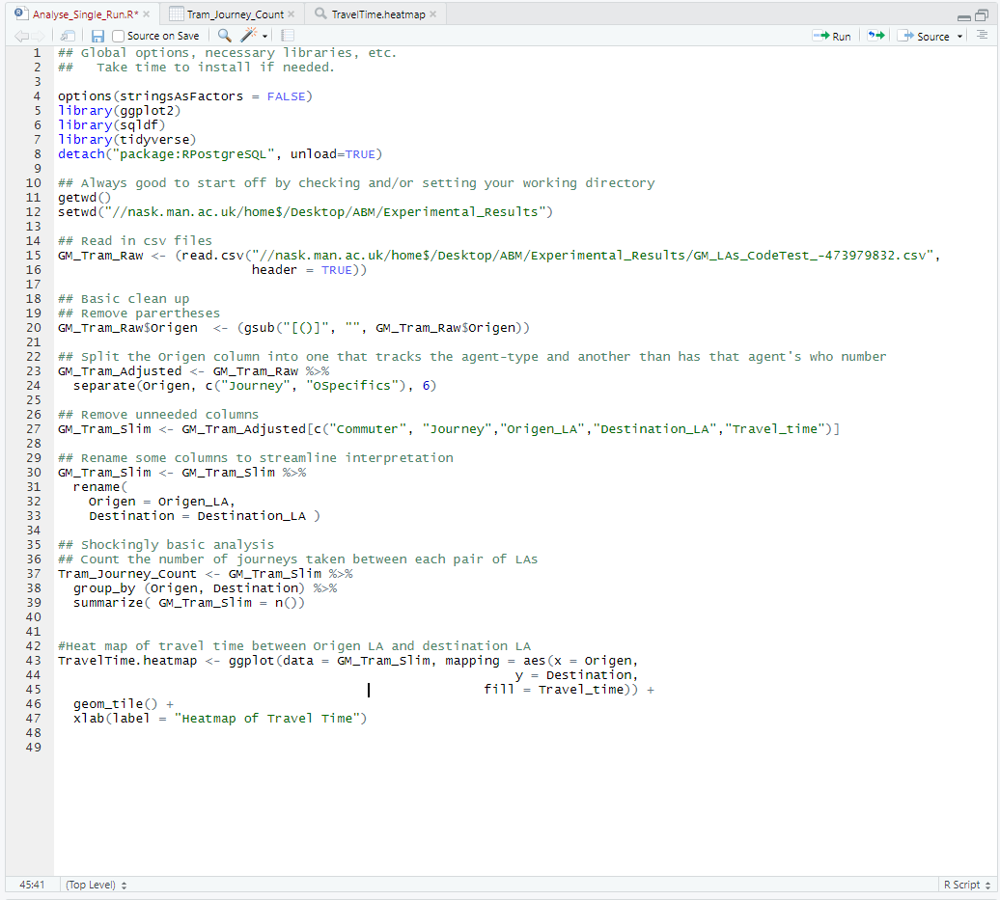 Analyse_Single_Run.R* Tram_Journey_Count TravelTime.heatmap
Source on Save Run Source
1 ## Global options, necessary libraries, etc.
2 ##   Take time to install if needed.
3
4 options(stringsAsFactors = FALSE)
5 library(ggplot2)
6 library(sqldf)
7 library(tidyverse)
8 detach("package:RPostgreSQL", unload=TRUE)
9
10 ## Always good to start off by checking and/or setting your working directory
11 getwd()
12 setwd("//nask.man.ac.uk/home$/Desktop/ABM/Experimental_Results")
13
14 ## Read in csv files
15 GM_Tram_Raw <- (read.csv("//nask.man.ac.uk/home$/Desktop/ABM/Experimental_Results/GM_LAs_CodeTest_-473979832.csv",
16                          header = TRUE))
17
18 ## Basic clean up
19 ## Remove parertheses
20 GM_Tram_Raw$Origen  <- (gsub("[()]", "", GM_Tram_Raw$Origen))
21
22 ## Split the Origen column into one that tracks the agent-type and another than has that agent's who number
23 GM_Tram_Adjusted <- GM_Tram_Raw %>%
24   separate(Origen, c("Journey", "OSpecifics"), 6)
25
26 ## Remove unneeded columns
27 GM_Tram_Slim <- GM_Tram_Adjusted[c("Commuter", "Journey","Origen_LA","Destination_LA","Travel_time")]
28
29 ## Rename some columns to streamline interpretation
30 GM_Tram_Slim <- GM_Tram_Slim %>%
31   rename(
32     Origen = Origen_LA,
33     Destination = Destination_LA )
34
35 ## Shockingly basic analysis
36 ## Count the number of journeys taken between each pair of LAs
37 Tram_Journey_Count <- GM_Tram_Slim %>%
38   group_by (Origen, Destination) %>%
39   summarize( GM_Tram_Slim = n())
40
41
42 #Heat map of travel time between Origen LA and destination LA
43 TravelTime.heatmap <- ggplot(data = GM_Tram_Slim, mapping = aes(x = Origen,
44                                                            y = Destination,
45                                                        fill = Travel_time)) +
46   geom_tile() +
47   xlab(label = "Heatmap of Travel Time")
48
49
45:41 (Top Level) R Script